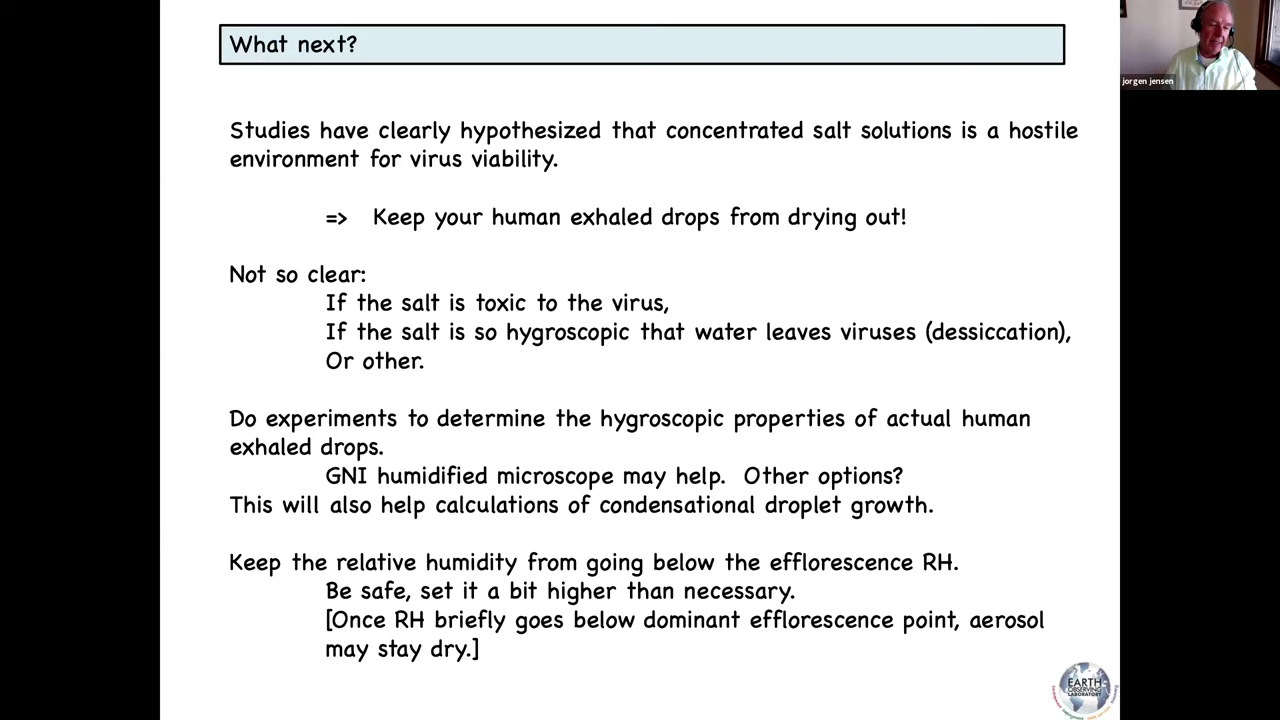 What next?
jorgen jensen
Studies have clearly hypothesized that concentrated salt solutions is a hostile
environment for virus viability.
=> Keep your human exhaled drops from drying out!
Not so clear:
If the salt is toxic to the virus,
If the salt is so hygroscopic that water leaves viruses (dessiccation),
Or other.
Do experiments to determine the hygroscopic properties of actual human
exhaled drops.
GNI humidified microscope may help. Other options?
This will also help calculations of condensational droplet growth.
Keep the relative humidity from going below the efflorescence RH.
Be safe, set it a bit higher than necessary.
[Once RH briefly goes below dominant efflorescence point, aerosol
may stay dry.]
EARTH
OBSERVING
LABORATORY